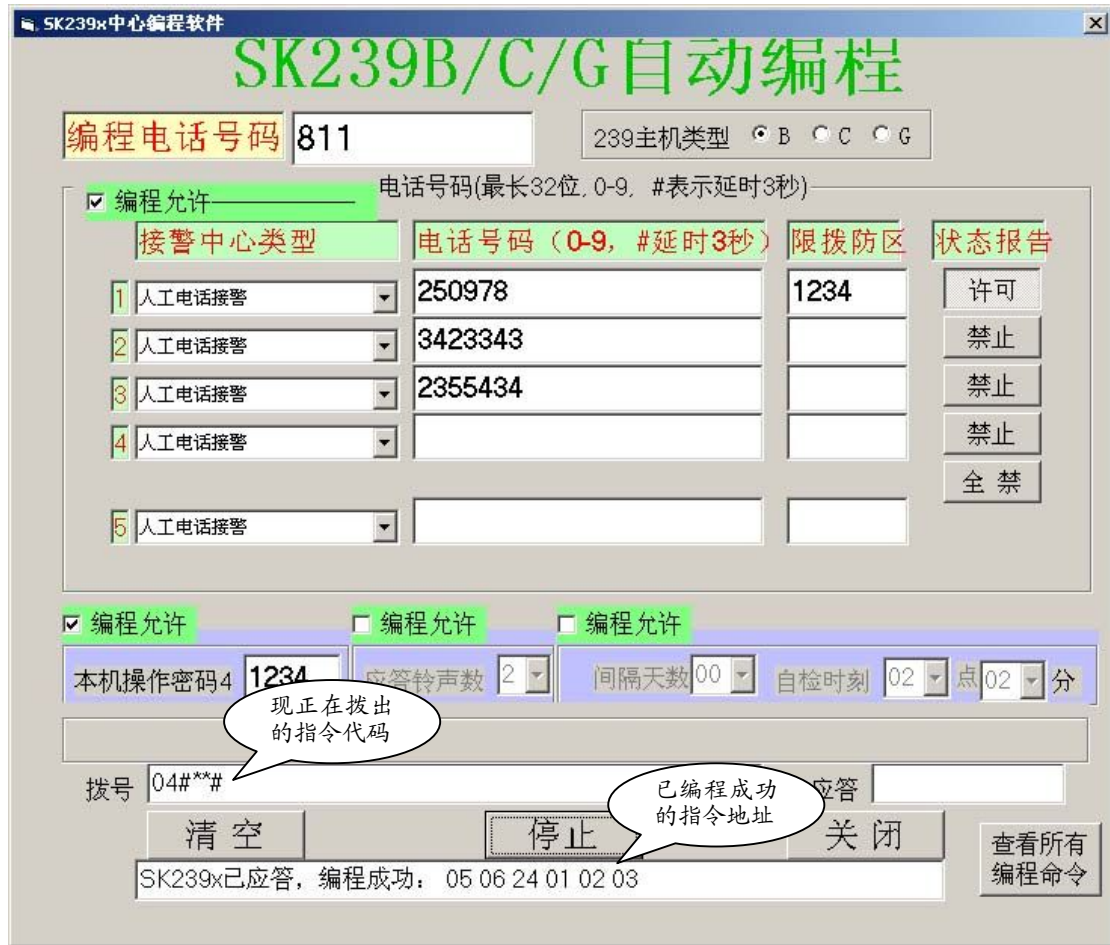 SK239x中心编程软件
SK239B/C/G自动编程
编程电话号码 811 239主机类型 B C G
编程允许 电话号码(最长32位, 0-9, #表示延时3秒)
接警中心类型 电话号码（0-9, #延时3秒） 限拨防区 状态报告
1 人工电话接警 250978 1234 许可
2 人工电话接警 3423343 禁止
3 人工电话接警 2355434 禁止
4 人工电话接警 禁止
全 禁
5 人工电话接警
编程允许 编程允许 编程允许
本机操作密码4 1234 应答铃声数 2 间隔天数 00 自检时刻 02 点 02 分
现正在拨出
的指令代码
拨号 04#**# 应答
已编程成功
的指令地址
清 空 停止 关 闭 查看所有
编程命令
SK239x已应答, 编程成功： 05 06 24 01 02 03